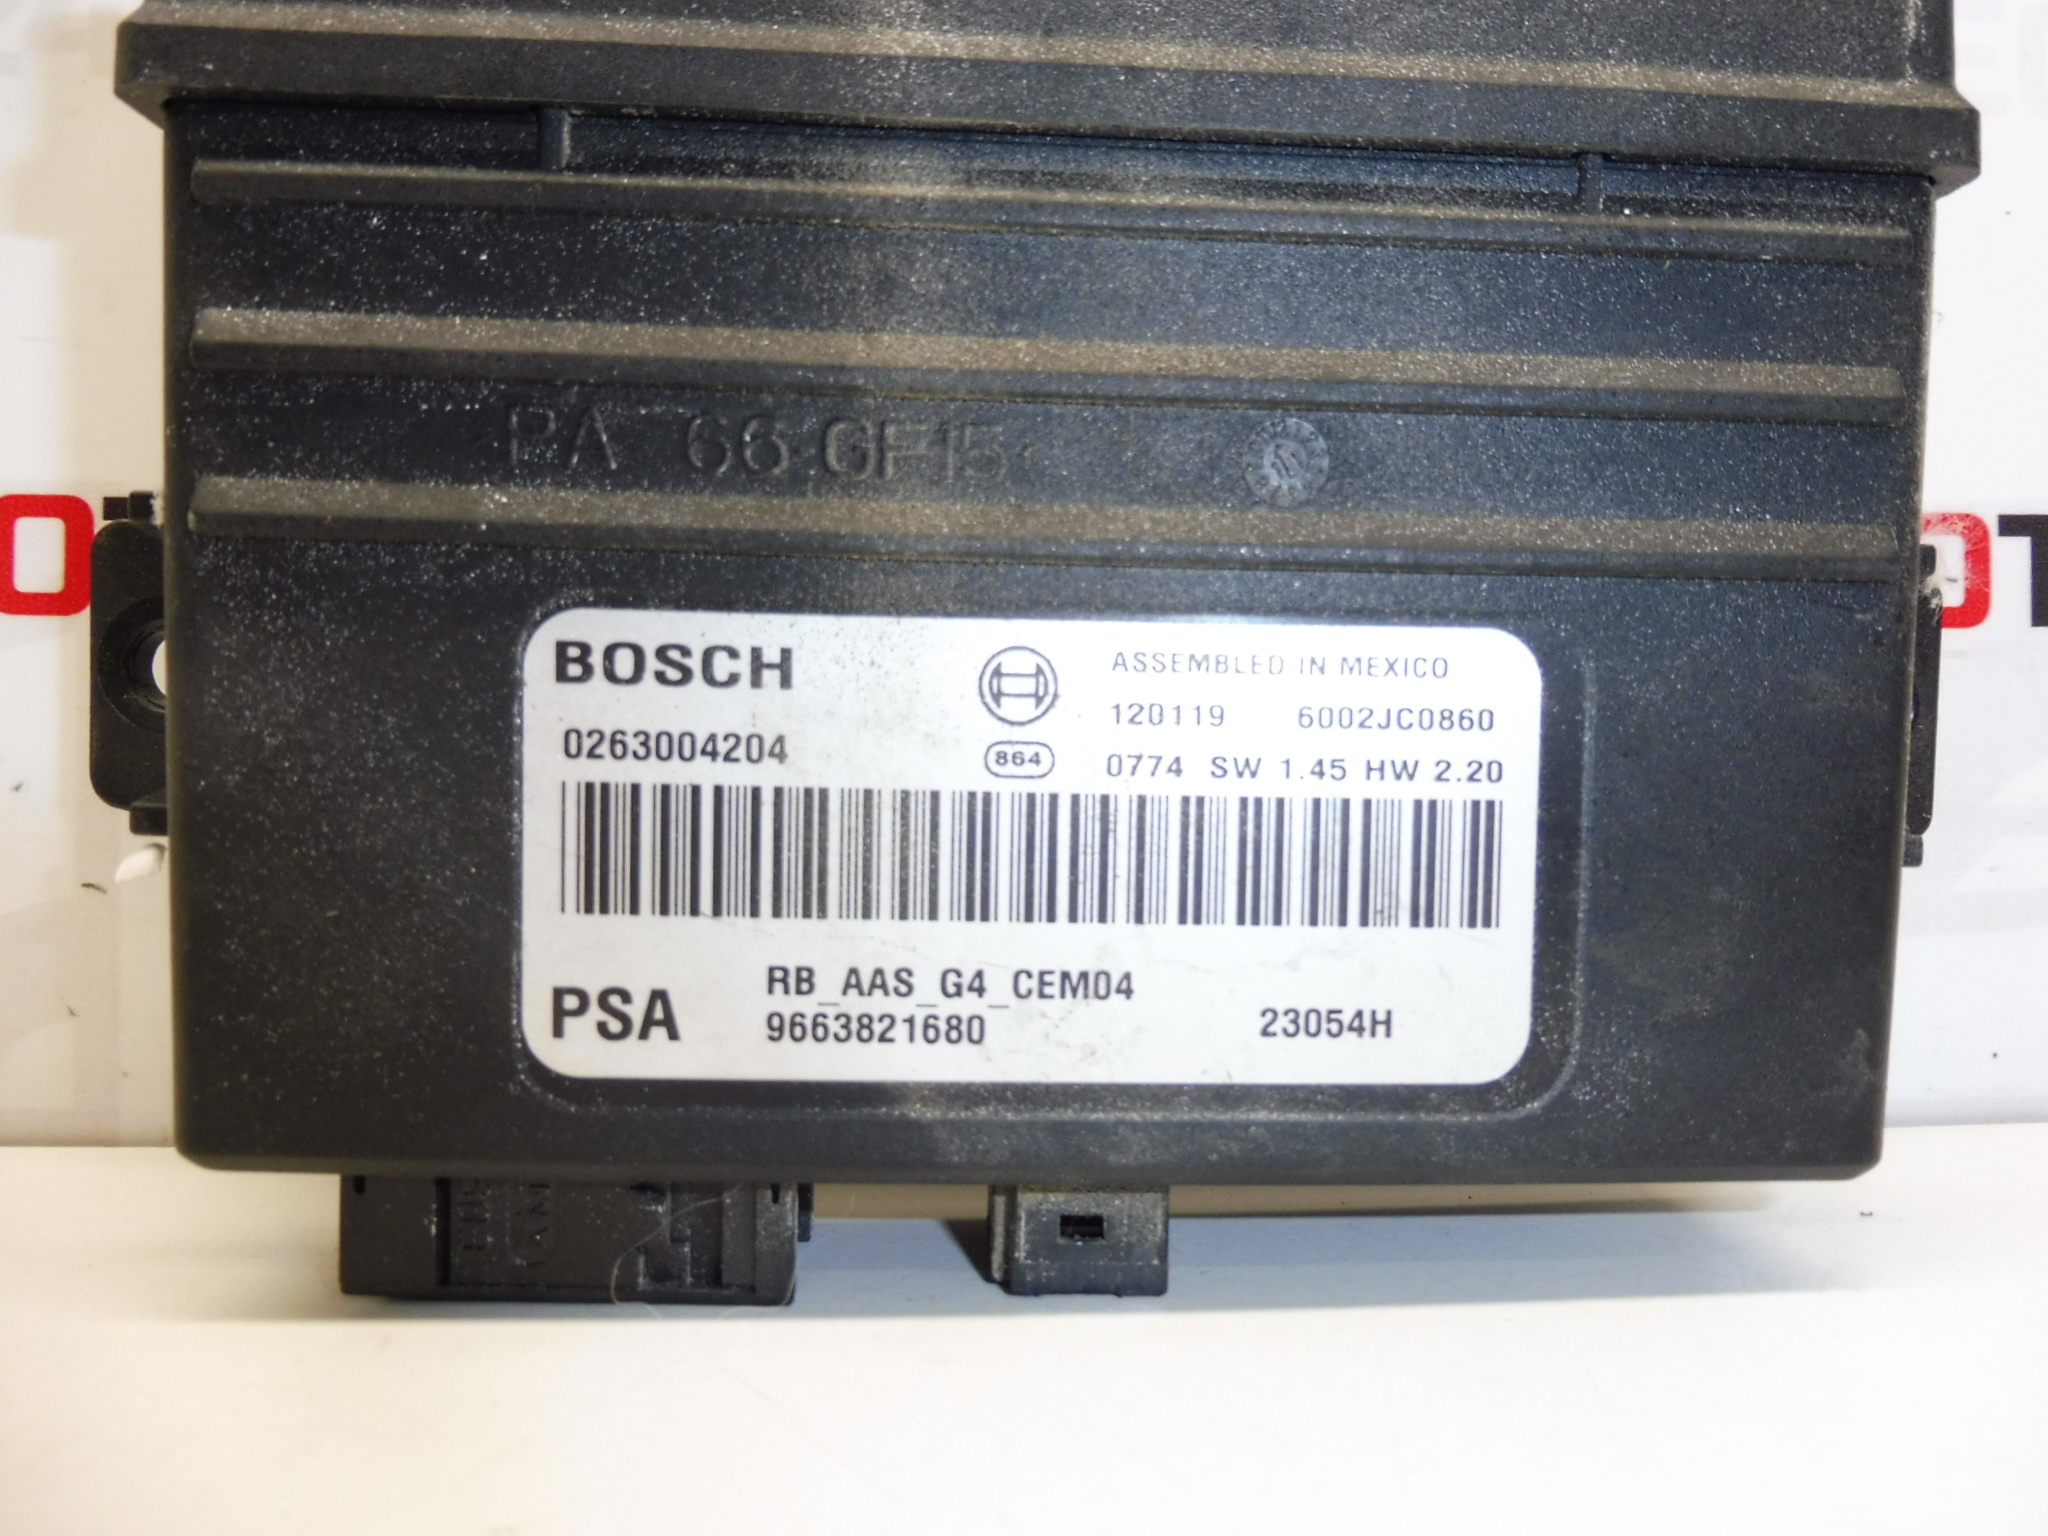 PA 66 GF15
BOSCH
0263004204
864
ASSEMBLED IN MEXICO
120119 6002JC0860
0774 SW 1.45 HW 2.20
PSA
RB_AAS_G4_CEM04
9663821680
23054H